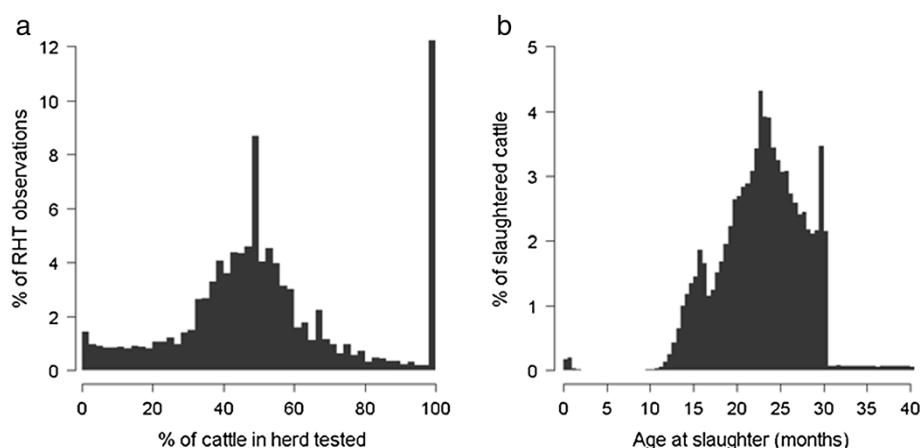 a
12
10
8
6
4
2
0
% of RHT observations
0 20 40 60 80 100
% of cattle in herd tested
b
5
4
3
2
1
0
% of slaughtered cattle
0 5 10 15 20 25 30 35 40
Age at slaughter (months)